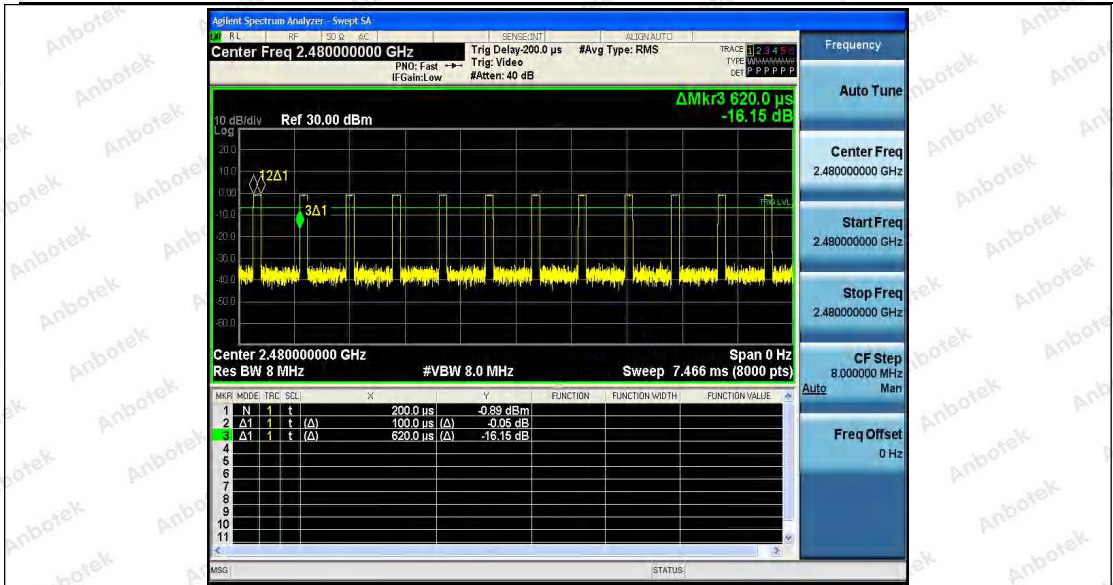 Agilent Spectrum Analyzer - Swept SA
RL RF 50 Ω AC SENSE:INT ALIGN AUTO
Center Freq 2.480000000 GHz
PNO: Fast
IFGain:Low
Trig Delay-200.0 µs
Trig: Video
#Atten: 40 dB
#Avg Type: RMS
TRACE 1 2 3 4 5 6
TYPE
DET P P P P P P
ΔMkr3 620.0 µs
-16.15 dB
10 dB/div Ref 30.00 dBm
Log
20.0
10.0
0.00
-10.0
-20.0
-30.0
-40.0
-50.0
-60.0
12Δ1
3Δ1
TRIG LVL
Center 2.480000000 GHz Span 0 Hz
Res BW 8 MHz #VBW 8.0 MHz Sweep 7.466 ms (8000 pts)
MKR MODE TRC SCL X Y FUNCTION FUNCTION WIDTH FUNCTION VALUE
1 N 1 t 200.0 µs -0.89 dBm
2 Δ1 1 t (Δ) 100.0 µs (Δ) -0.05 dB
3 Δ1 1 t (Δ) 620.0 µs (Δ) -16.15 dB
4
5
6
7
8
9
10
11
MSG STATUS
Frequency
Auto Tune
Center Freq
2.480000000 GHz
Start Freq
2.480000000 GHz
Stop Freq
2.480000000 GHz
CF Step
8.000000 MHz
Auto Man
Freq Offset
0 Hz
Anbotek